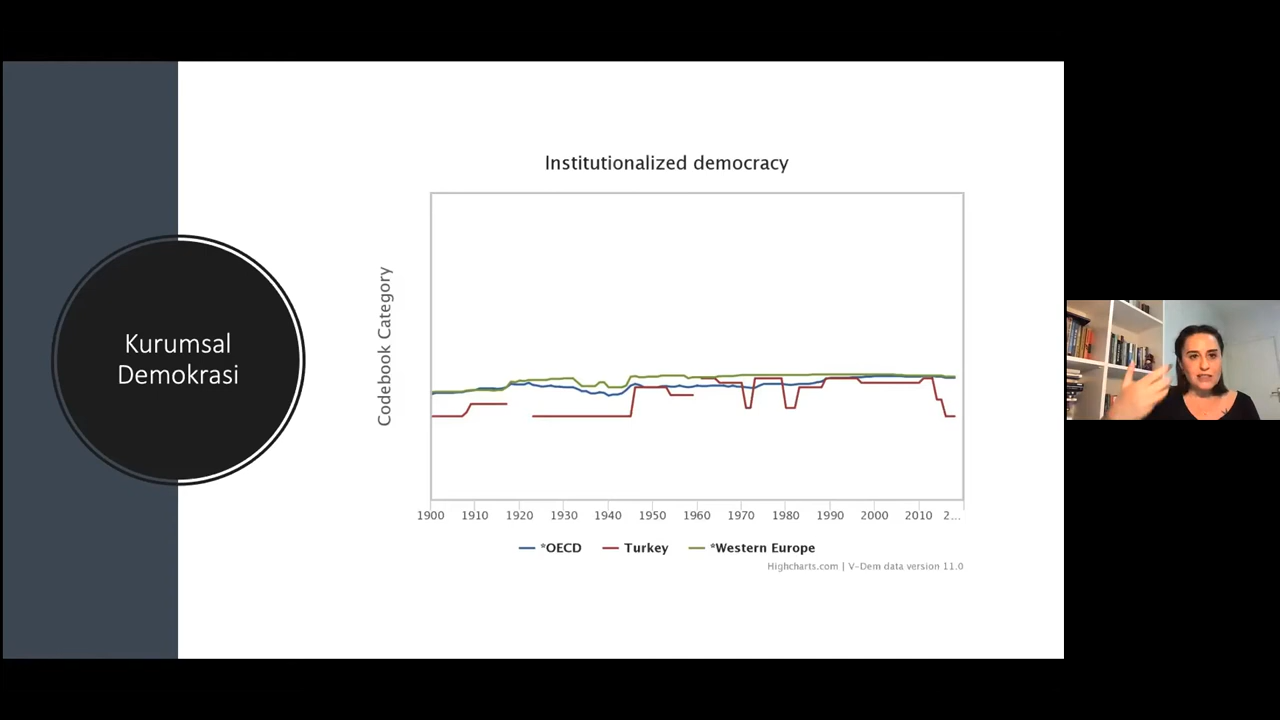 Kurumsal
Demokrasi
Institutionalized democracy
Codebook Category
1900 1910 1920 1930 1940 1950 1960 1970 1980 1990 2000 2010 2...
*OECD Turkey *Western Europe
Highcharts.com | V-Dem data version 11.0